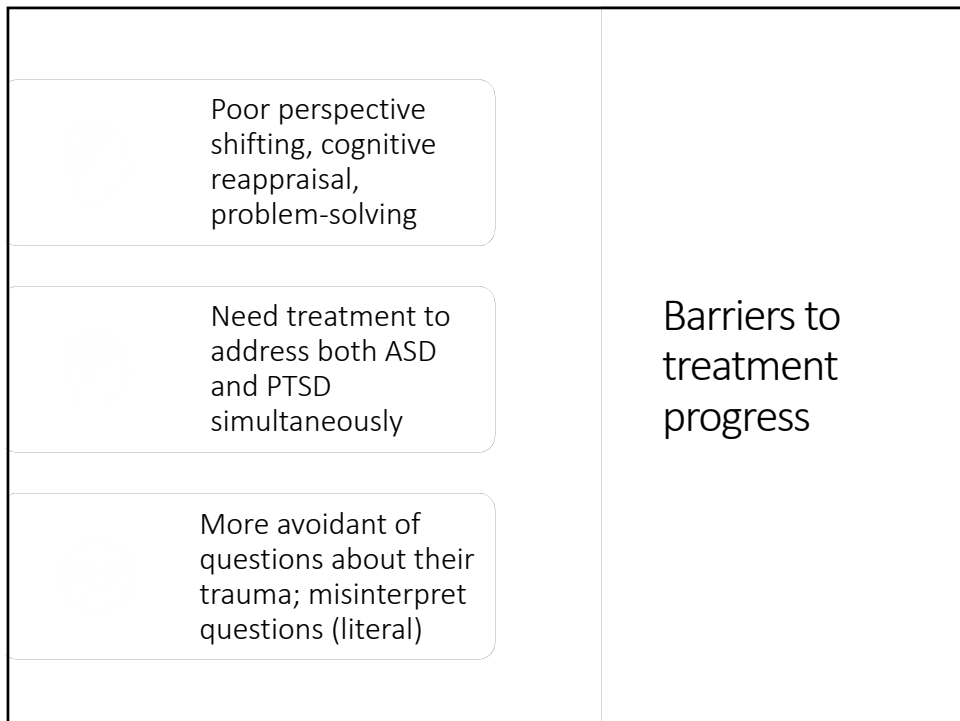 Poor perspective
shifting, cognitive
reappraisal,
problem-solving
Need treatment to
address both ASD
and PTSD
simultaneously
More avoidant of
questions about their
trauma; misinterpret
questions (literal)
Barriers to
treatment
progress